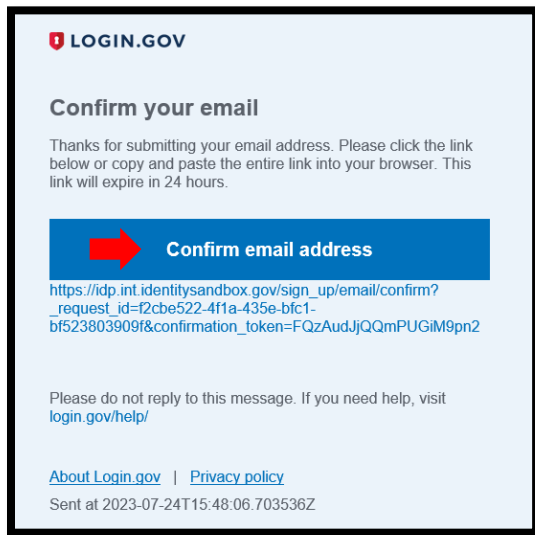 LOGIN.GOV
Confirm your email
Thanks for submitting your email address. Please click the link
below or copy and paste the entire link into your browser. This
link will expire in 24 hours.
Confirm email address
https://idp.int.identitysandbox.gov/sign_up/email/confirm?
_request_id=f2cbe522-4f1a-435e-bfc1-
bf523803909f&confirmation_token=FQzAudJjQQmPUGiM9pn2
Please do not reply to this message. If you need help, visit
login.gov/help/
About Login.gov | Privacy policy
Sent at 2023-07-24T15:48:06.703536Z